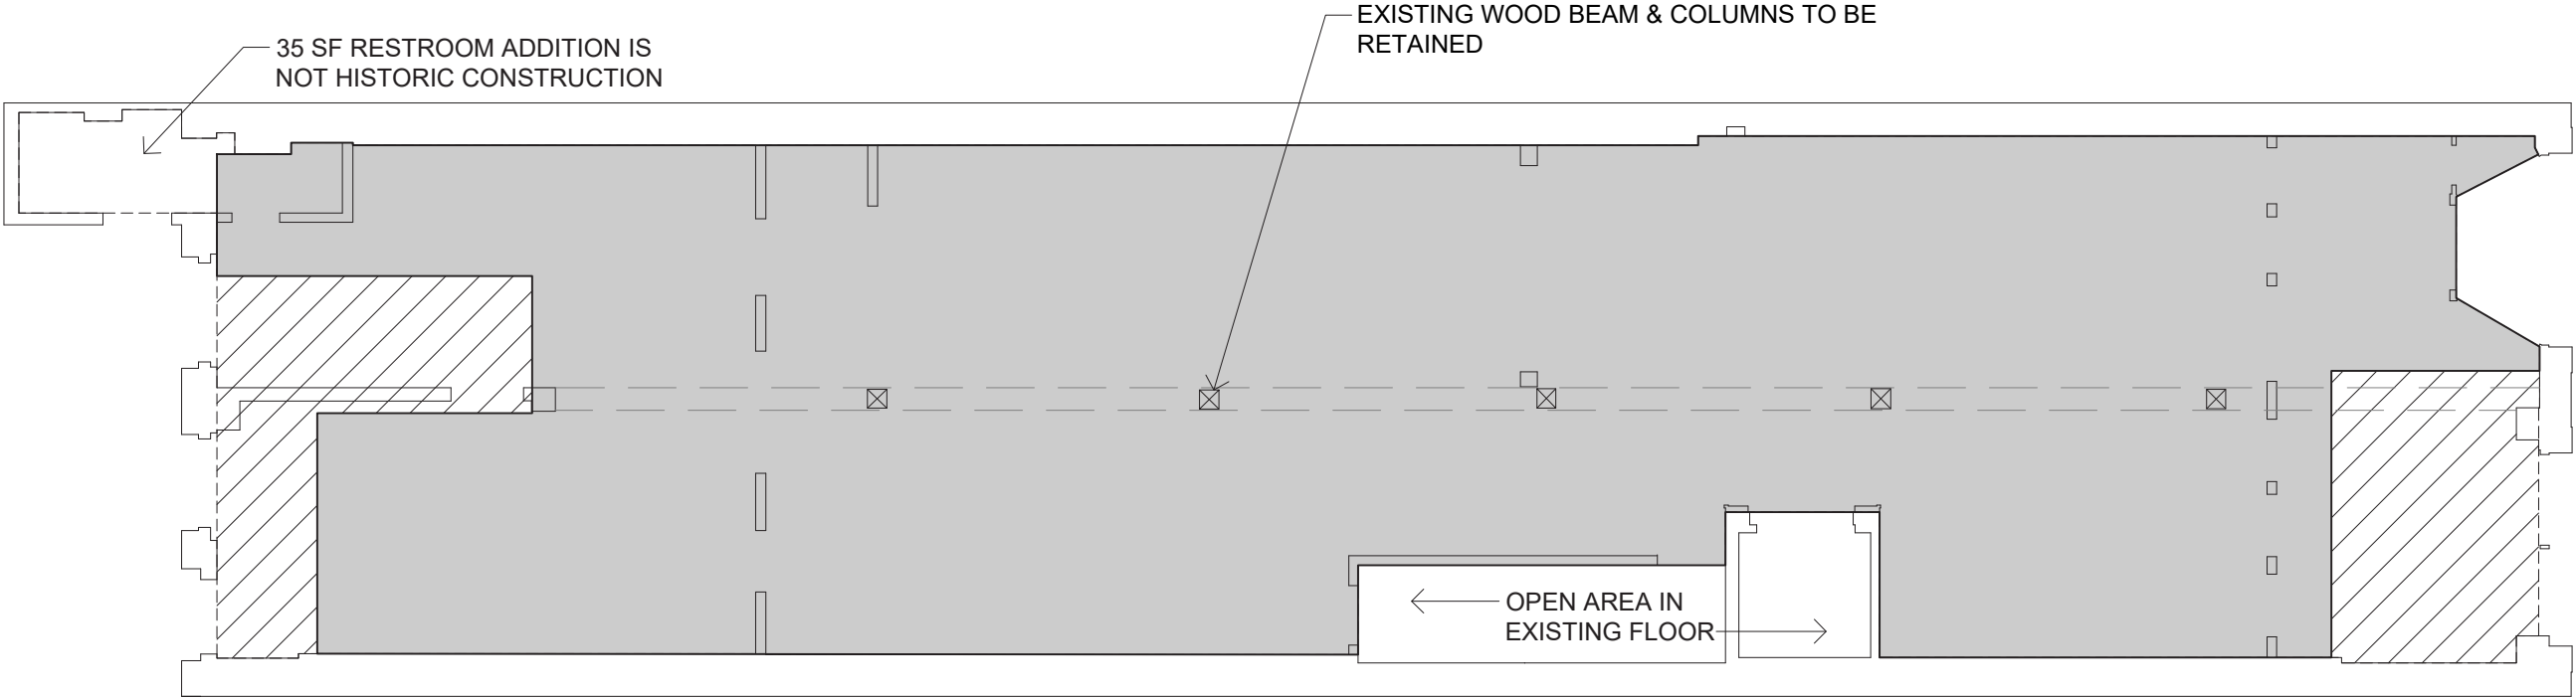 EXISTING WOOD BEAM & COLUMNS TO BE
RETAINED
35 SF RESTROOM ADDITION IS
NOT HISTORIC CONSTRUCTION
OPEN AREA IN
EXISTING FLOOR